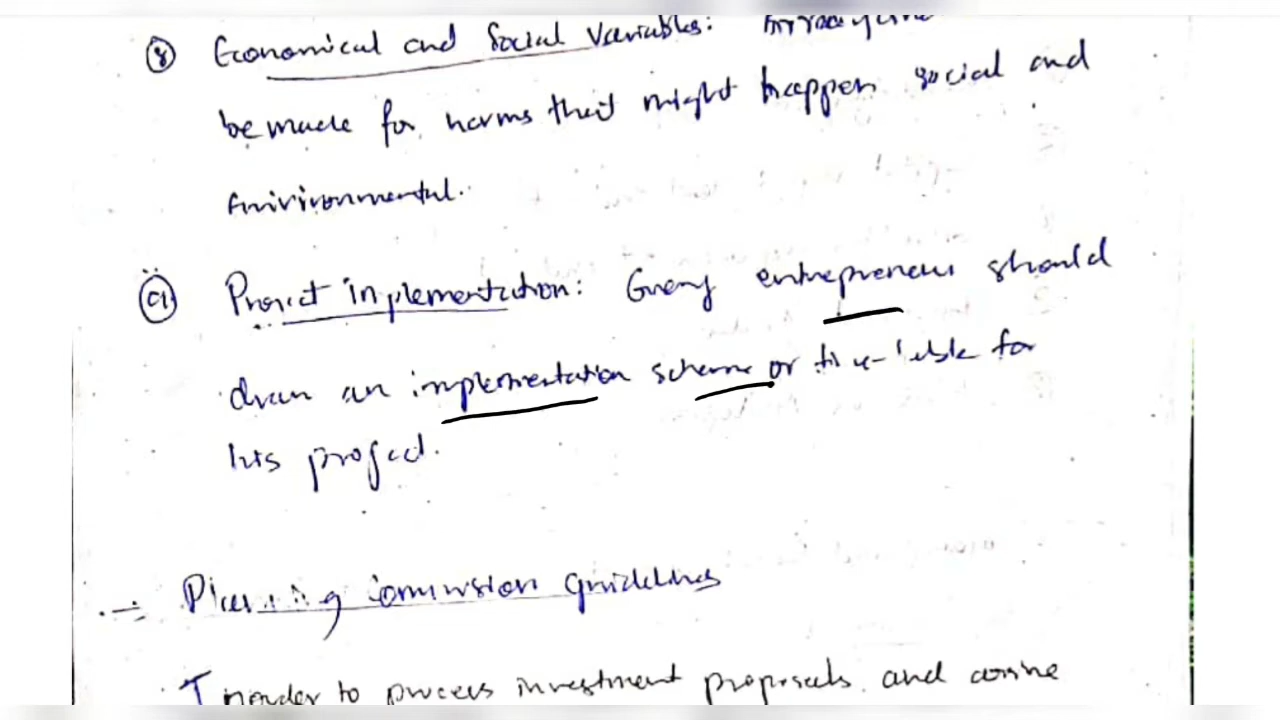 ⑧ Economical and Social Variables:
be made for norms that might happen social and
Environmental.
⑨ Project implementation: Every entrepreneur should
draw an implementation scheme or time-table for
his project.
Planning Commission guidelines
In order to process investment proposals and